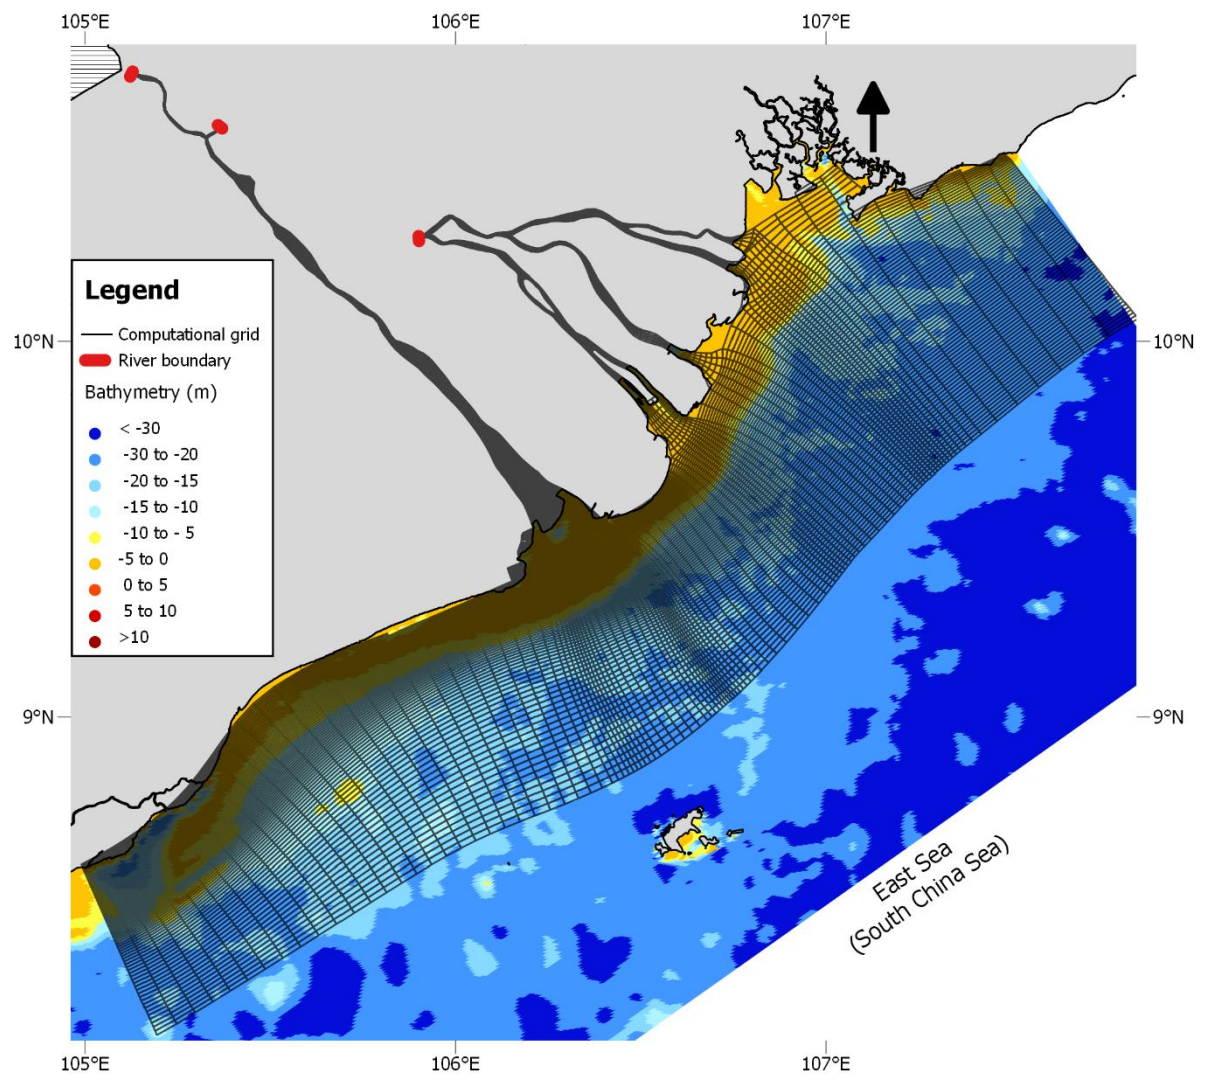 105°E 106°E 107°E
Legend
Computational grid
River boundary
Bathymetry (m)
< -30
-30 to -20
-20 to -15
-15 to -10
-10 to - 5
-5 to 0
0 to 5
5 to 10
>10
10°N 10°N
9°N 9°N
East Sea
(South China Sea)
105°E 106°E 107°E